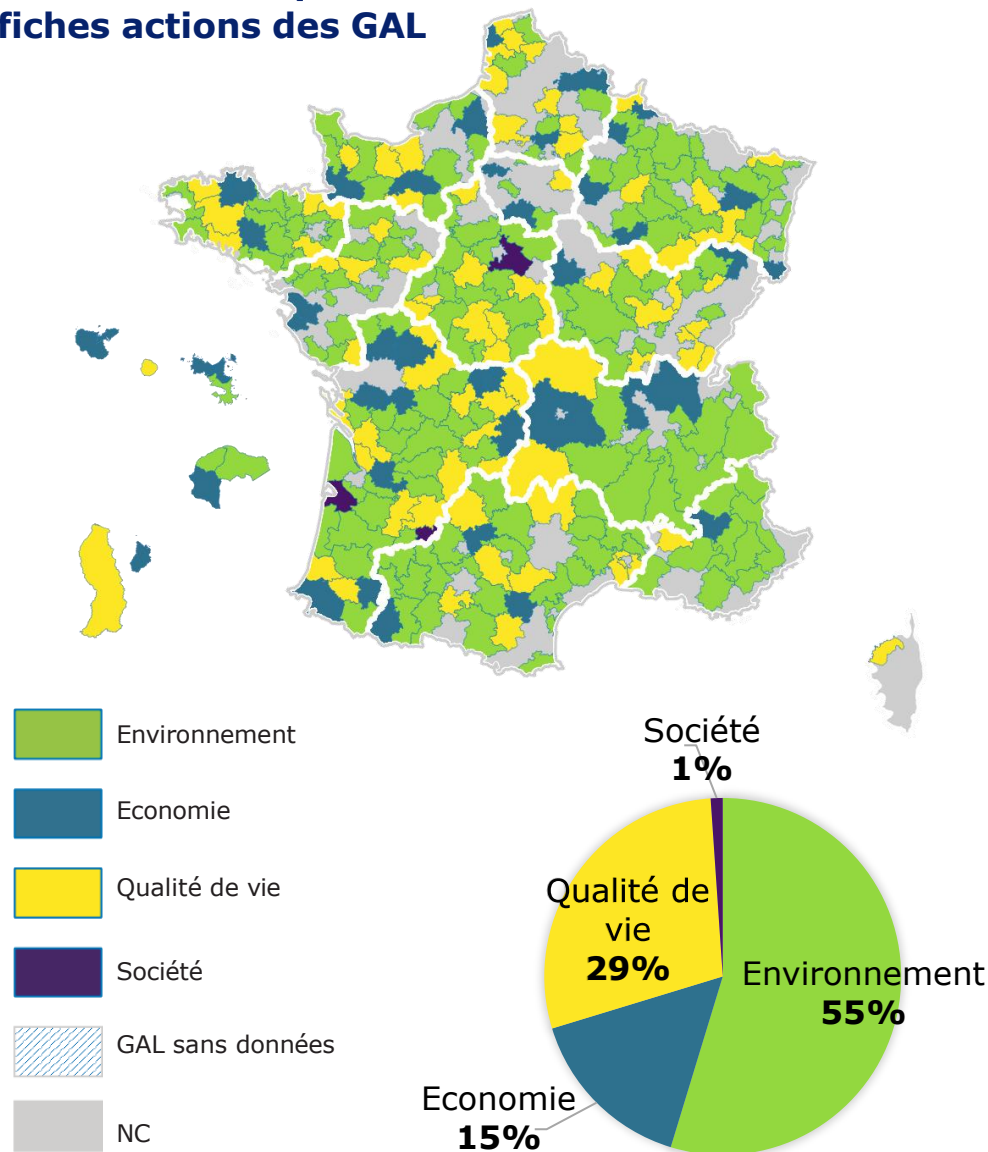 fiches actions des GAL
Environnement
Economie
Qualité de vie
Société
GAL sans données
NC
Société
1%
Qualité de
vie
29%
Environnement
55%
Economie
15%